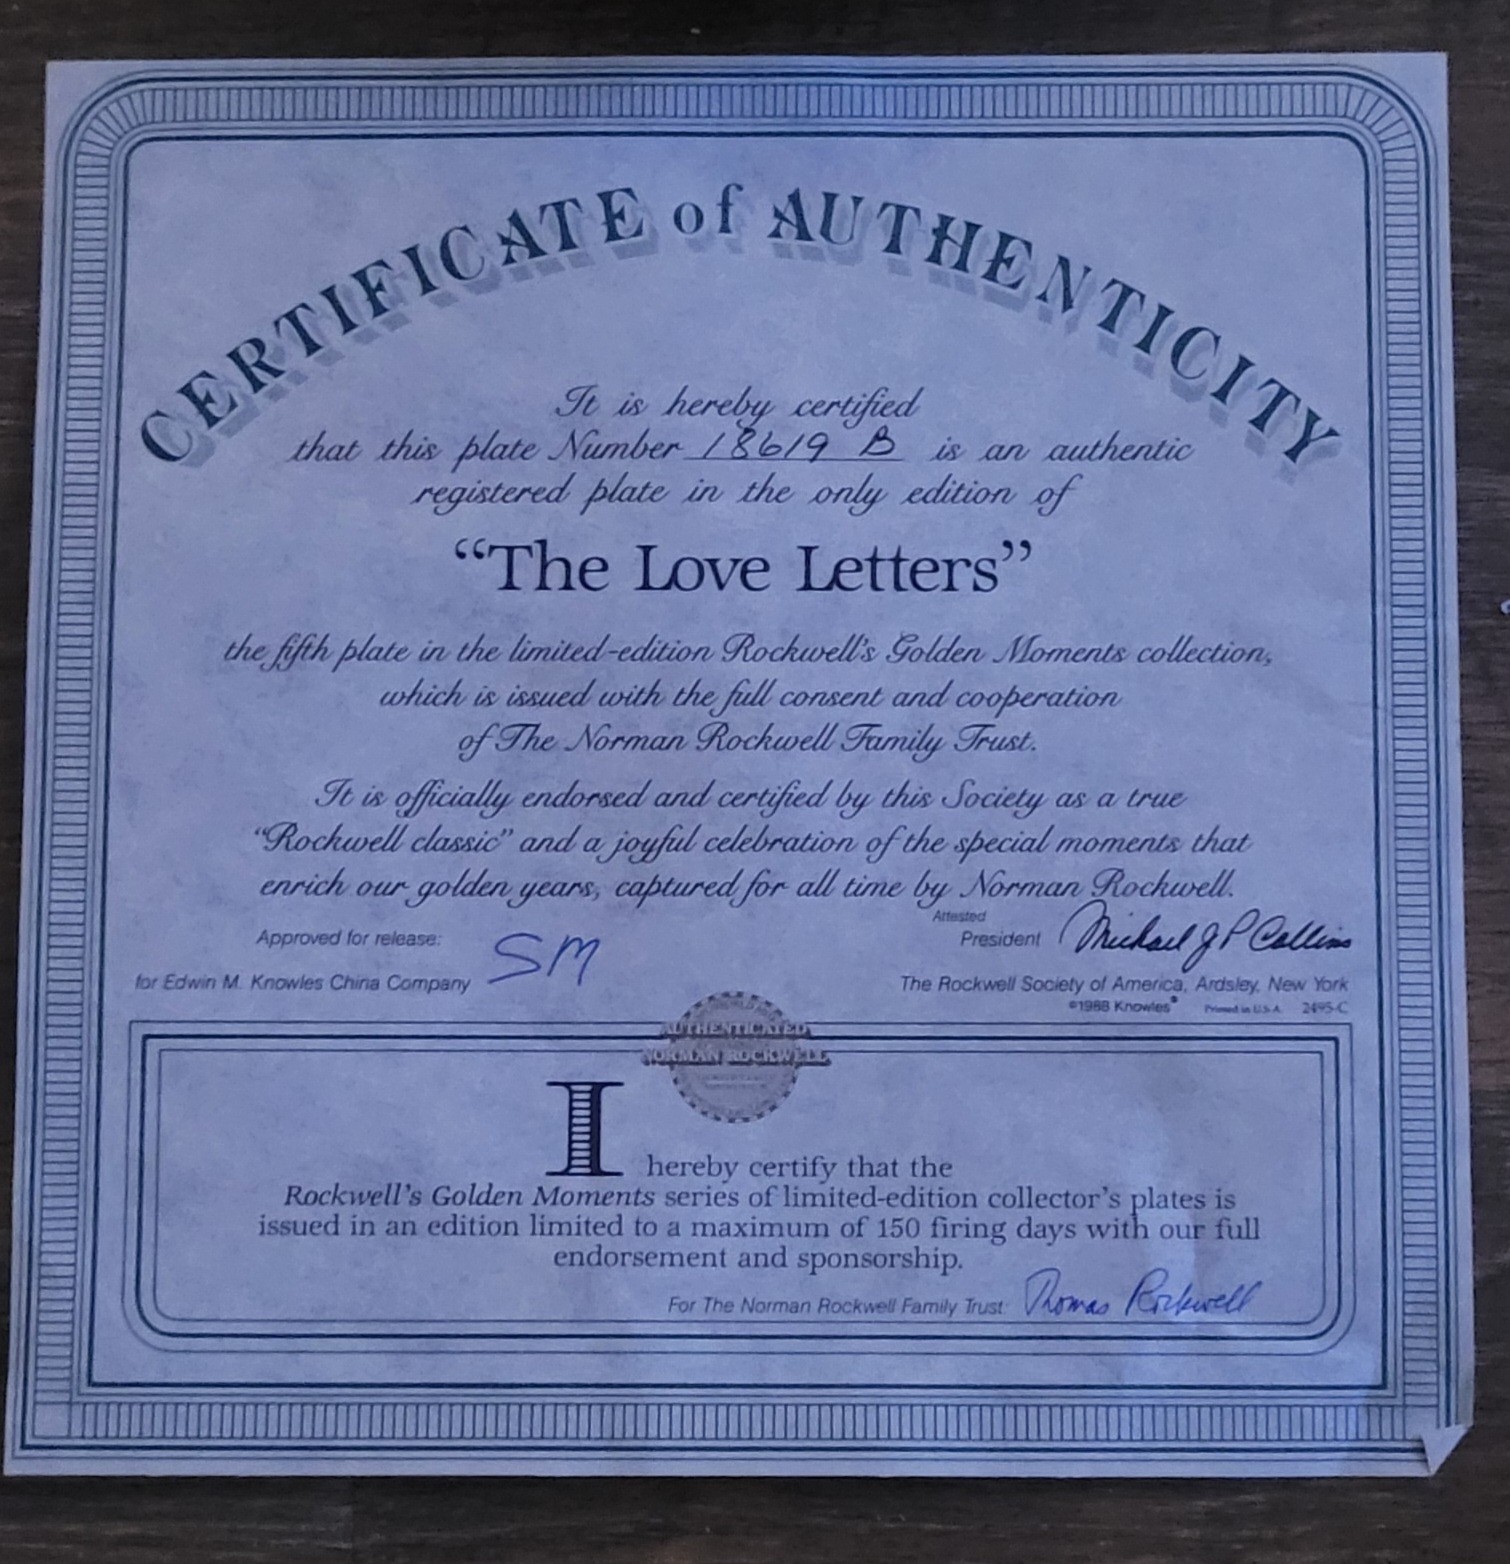 CERTIFICATE of AUTHENTICITY
It is hereby certified
that this plate Number 18619 B is an authentic
registered plate in the only edition of
“The Love Letters”
the fifth plate in the limited-edition Rockwell's Golden Moments collection,
which is issued with the full consent and cooperation
of The Norman Rockwell Family Trust.
It is officially endorsed and certified by this Society as a true
“Rockwell classic” and a joyful celebration of the special moments that
enrich our golden years, captured for all time by Norman Rockwell.
Approved for release: SM
for Edwin M. Knowles China Company
Attested
President Michael J P Collins
The Rockwell Society of America, Ardsley, New York
©1988 Knowles Printed in U.S.A. 2495-C
AUTHENTICATED
NORMAN ROCKWELL
I hereby certify that the
Rockwell's Golden Moments series of limited-edition collector's plates is
issued in an edition limited to a maximum of 150 firing days with our full
endorsement and sponsorship.
For The Norman Rockwell Family Trust: Thomas Rockwell